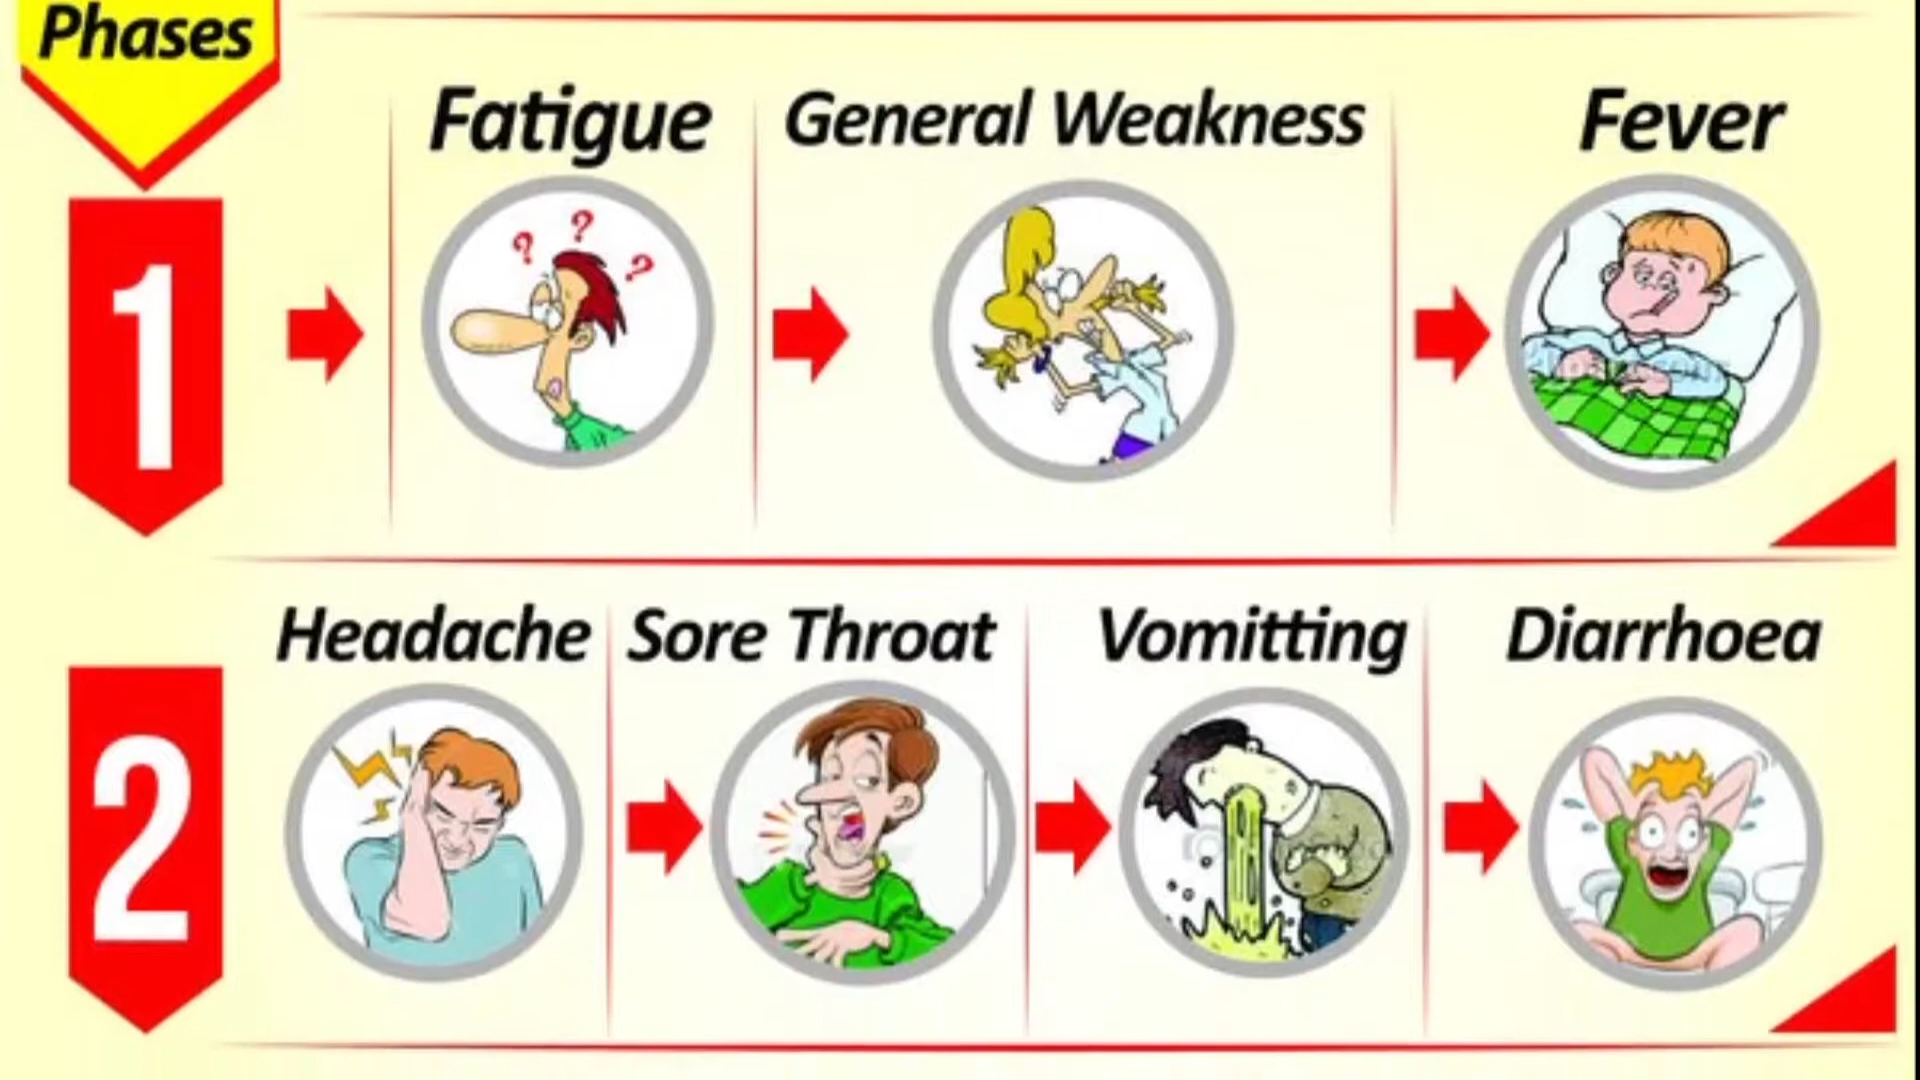 Phases
Fatigue
General Weakness
Fever
? ? ?
1
Headache
Sore Throat
Vomitting
Diarrhoea
2